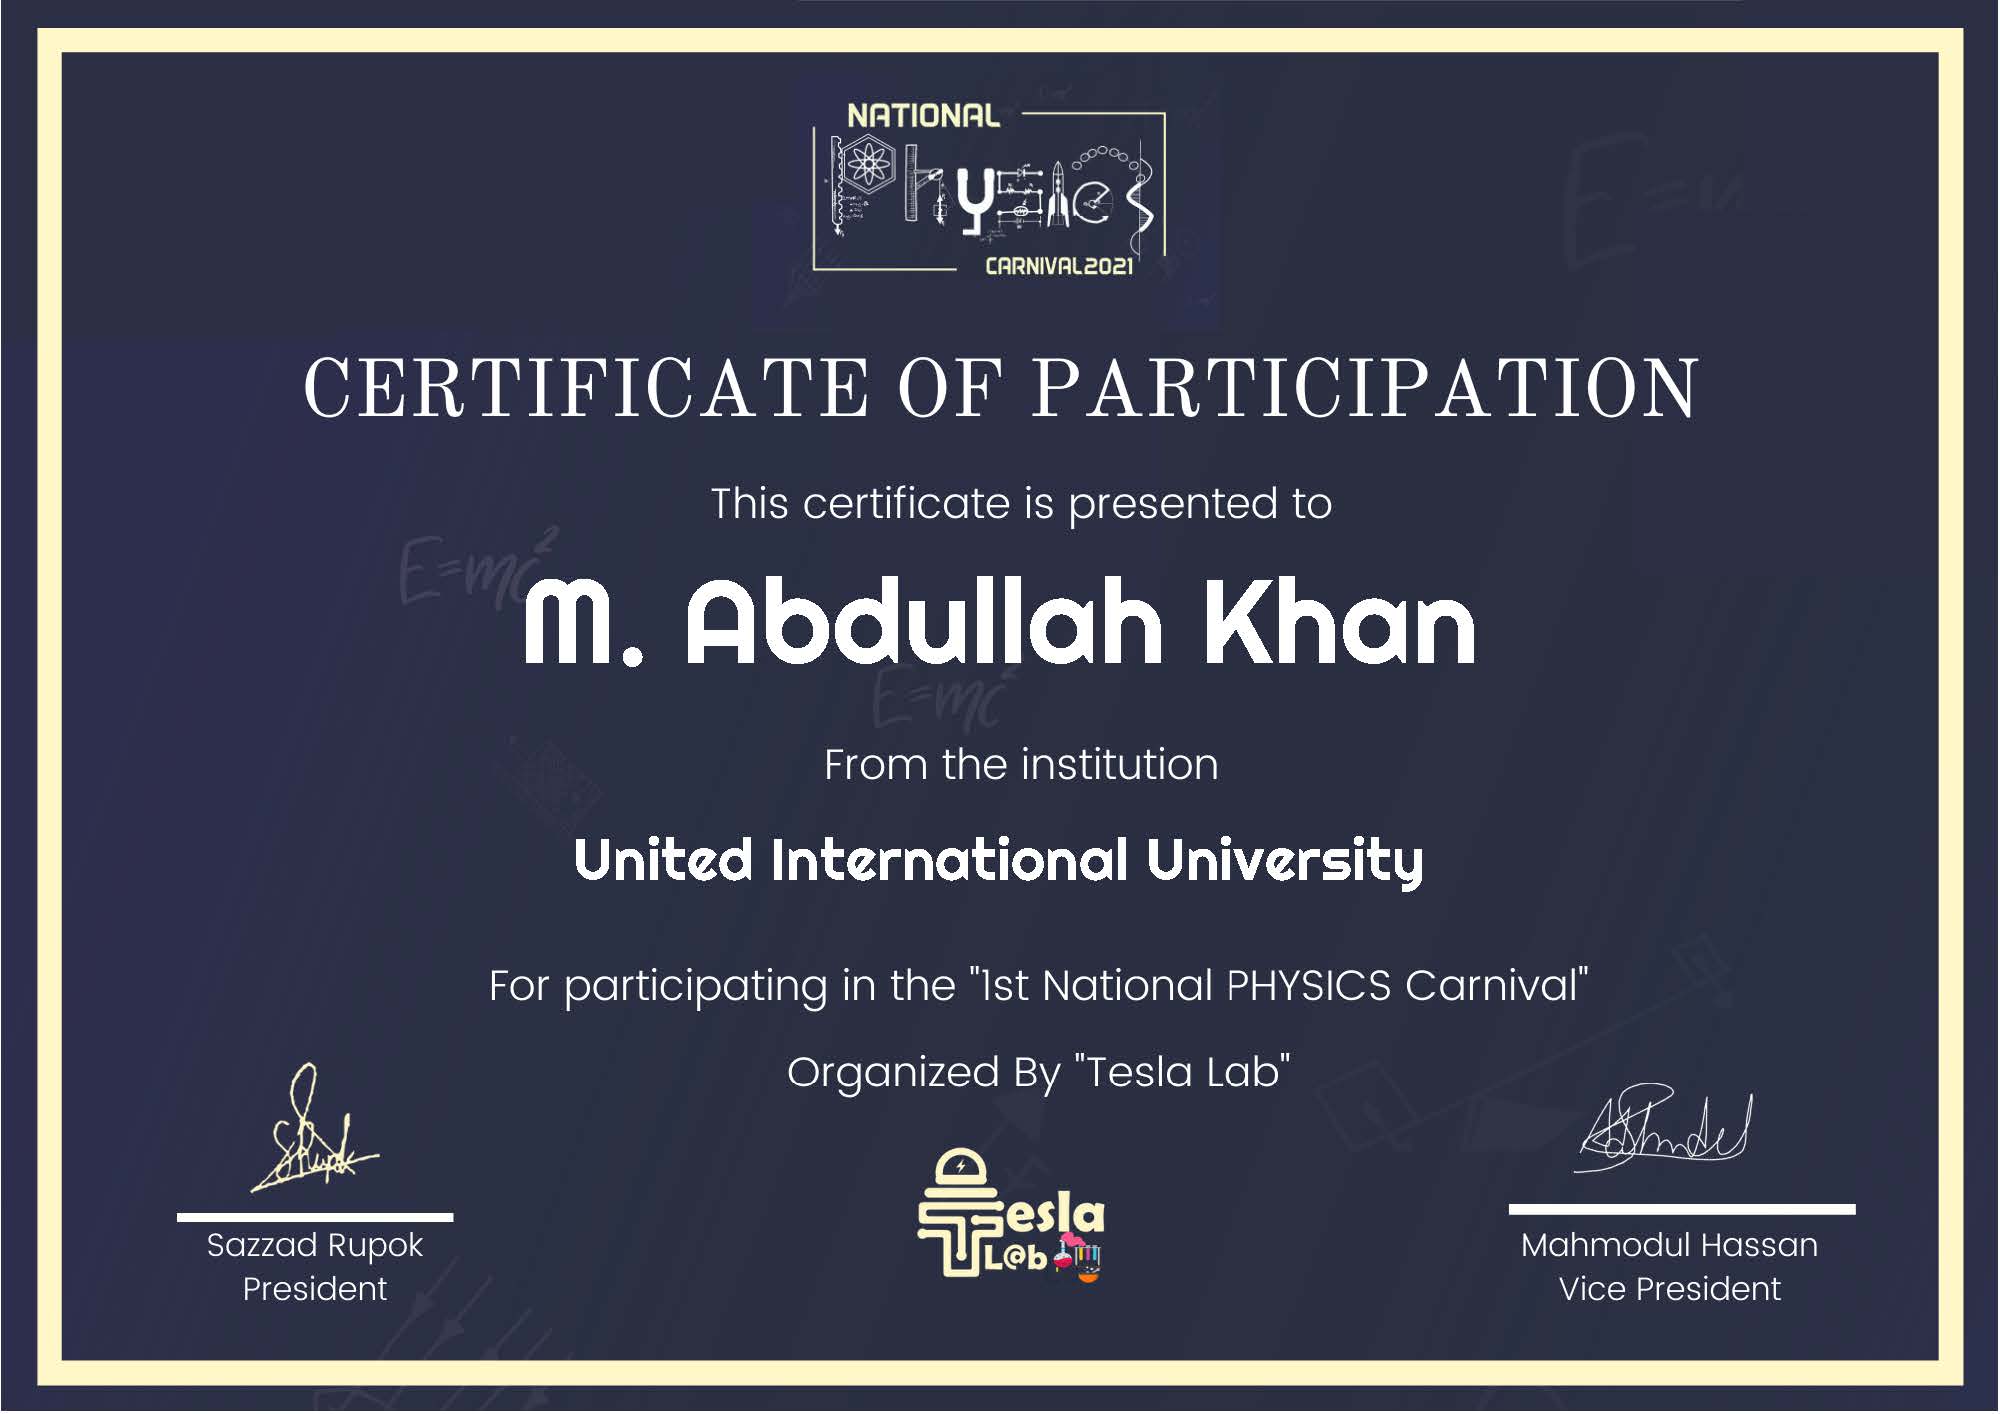 NATIONAL
Physics
CARNIVAL2021
CERTIFICATE OF PARTICIPATION
This certificate is presented to
E=mc²
M. Abdullah Khan
E=mc²
From the institution
United International University
For participating in the "1st National PHYSICS Carnival"
Organized By "Tesla Lab"
Tesla
L@b
Sazzad Rupok
President
Mahmodul Hassan
Vice President